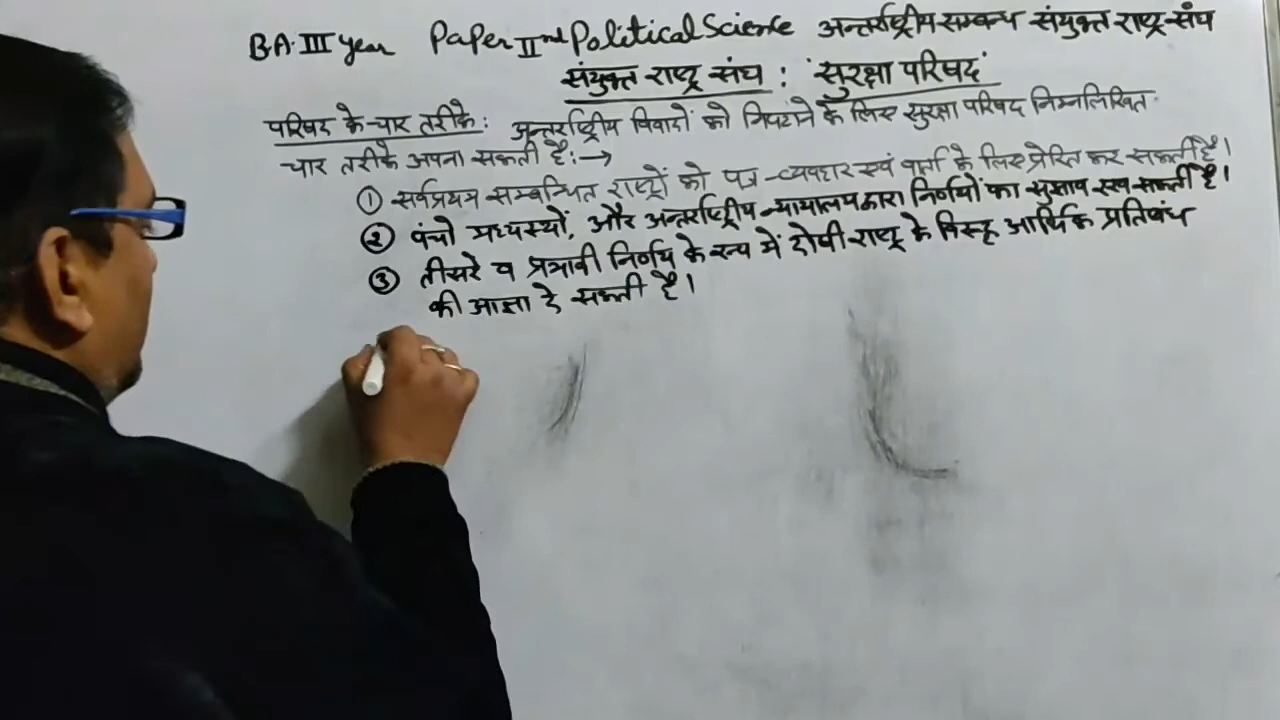 B.A. III Year Paper IInd Political Science अन्तर्राष्ट्रीय सम्बन्ध संयुक्त राष्ट्र संघ
संयुक्त राष्ट्र संघ : सुरक्षा परिषद
परिषद के चार तरीके: अन्तर्राष्ट्रीय विवादों को निपटाने के लिए सुरक्षा परिषद निम्नलिखित
चार तरीके अपना सकती है:→
① सर्वप्रथम सम्बन्धित राष्ट्रों को पत्र-व्यवहार एवं वार्ता के लिए प्रेरित कर सकती है।
② पंचो मध्यस्थों, और अन्तर्राष्ट्रीय न्यायालय द्वारा निर्णयों का सुझाव रख सकती है।
③ तीसरे व प्रभावी निर्णय के रूप में दोषी राष्ट्र के विरूद्ध आर्थिक प्रतिबंध
की आज्ञा दे सकती है।